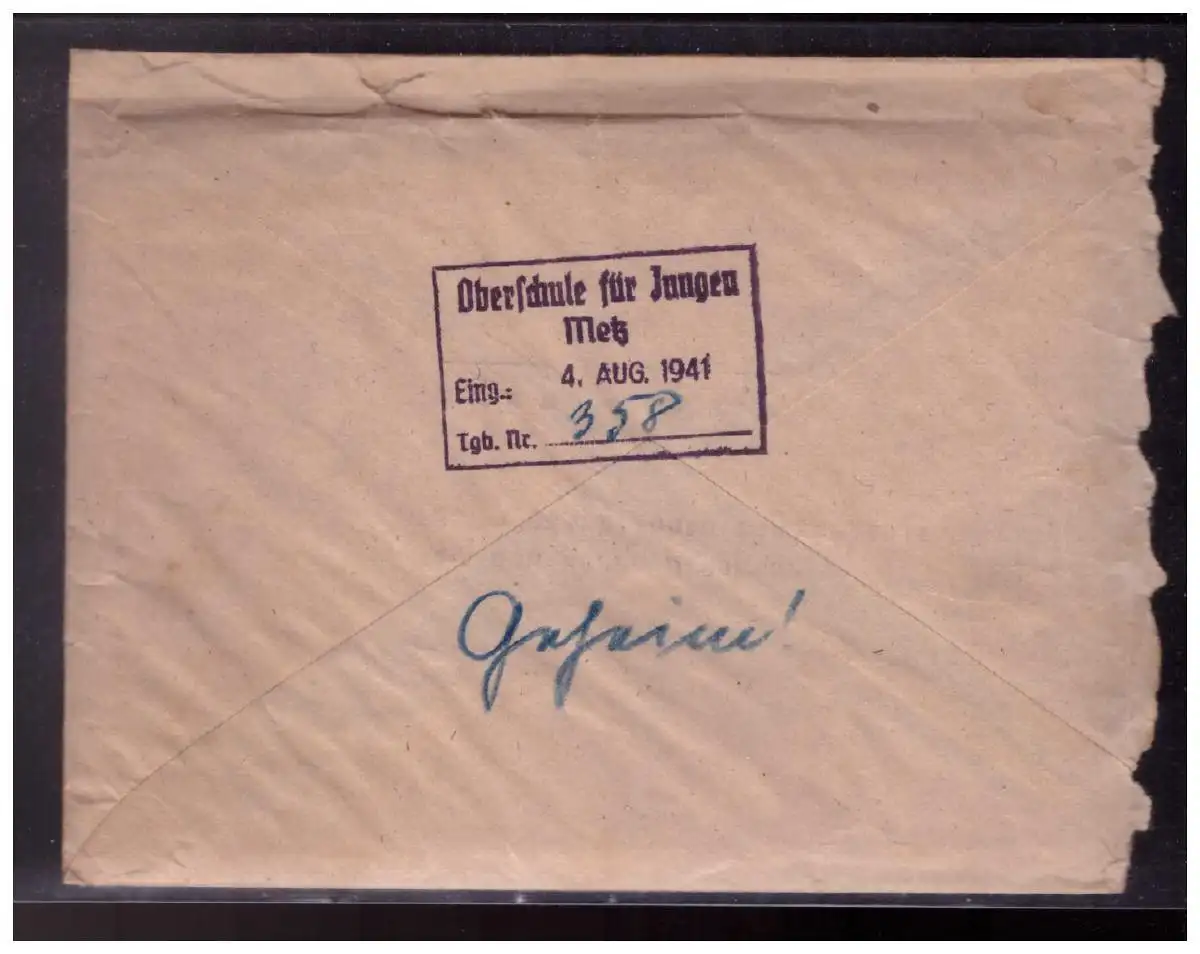 Oberschule für Jungen
Metz
Eing.: 4. AUG. 1941
Tgb. Nr. 358
Geheim!